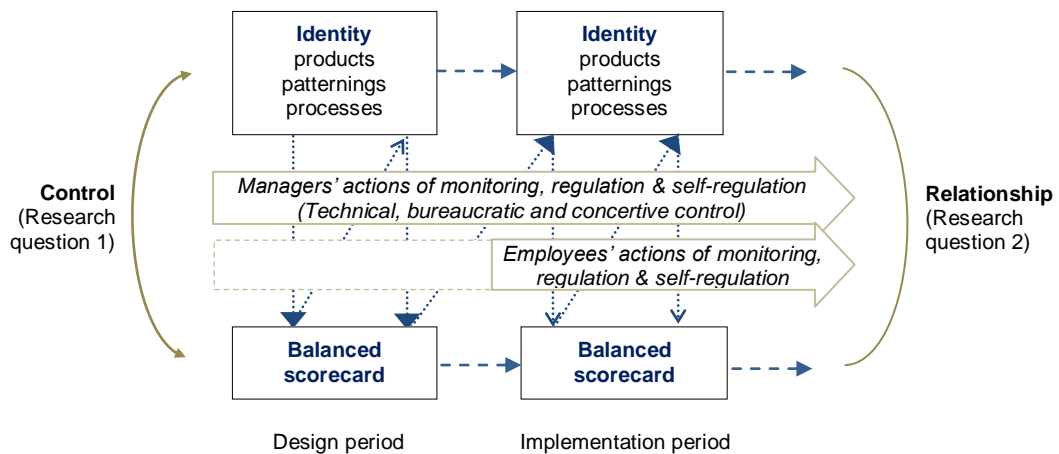 Identity
products
patternings
processes
Identity
products
patternings
processes
Control
(Research
question 1)
Managers’ actions of monitoring, regulation & self-regulation
(Technical, bureaucratic and concertive control)
Relationship
(Research
question 2)
Employees’ actions of monitoring,
regulation & self-regulation
Balanced
scorecard
Balanced
scorecard
Design period
Implementation period